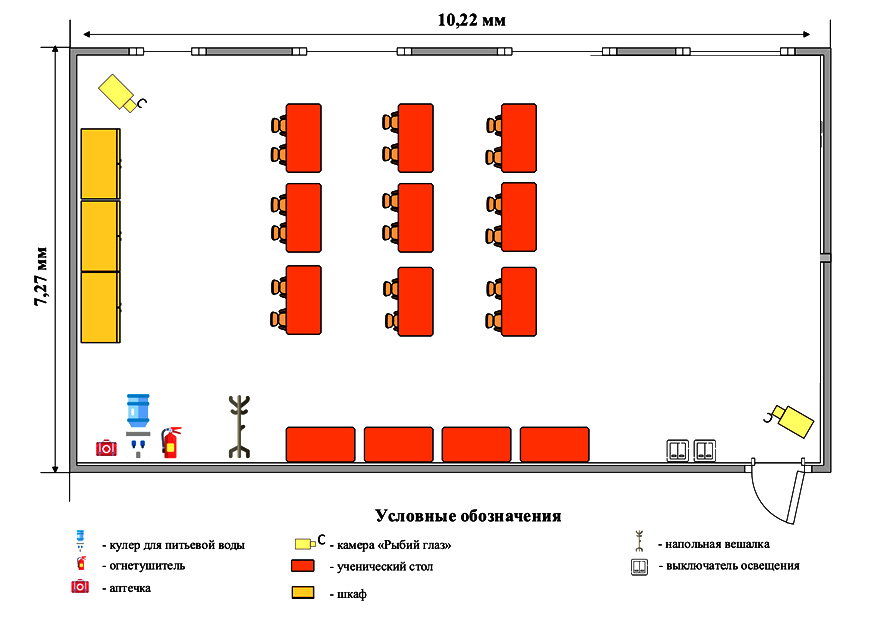 10,22 мм
7,27 мм
Условные обозначения
- кулер для питьевой воды
- огнетушитель
- аптечка
С - камера «Рыбий глаз»
- ученический стол
- шкаф
- напольная вешалка
- выключатель освещения